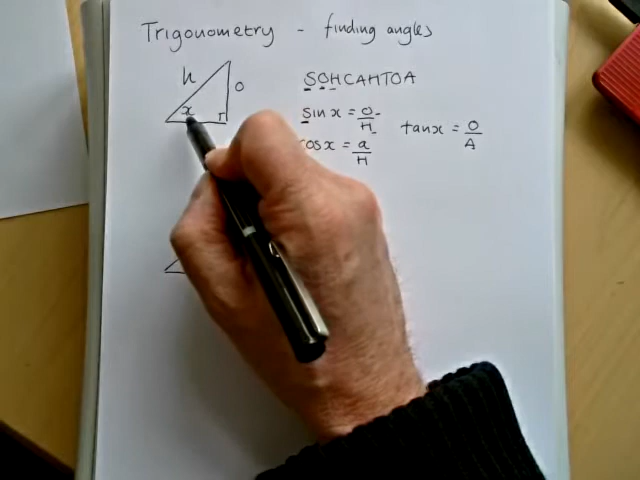 Trigonometry - finding angles
h
o
x
SOHCAHTOA
sin x = O/H
cos x = a/H
tan x = O/A